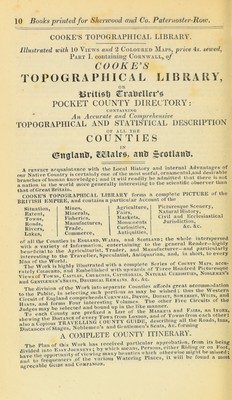 10 Books printed for Sherwood and Co. Paternoster-Row.
COOKE'S TOPOGRAPHICAL LIBRARY.
Illustrated with 10 Views and 2 Coloured Maps, price 4s. sewed,
Part I. containing Cornwall, of
COOKE'S
TOPOGRAPHICAL LIBRARY,
OR
British Traveller's
POCKET COUNTY DIRECTORY:
CONTAINING
An Accurate and Comprehensive
TOPOGRAPHICAL AND STATISTICAL DESCRIPTION
OF ALL THE
COUNTIES
IN
England, Wales, and Scotland.
A correct acquaintance with the Local History and internal Advantages of
our Native Country is certainly one of the most useful, ornamental, and desirable
branches of human knowledge; and it will readily be admitted that there is not
a nation in the world more generally interesting to the scientific observer than
that of Great Britain.
COOKE'S TOPOGRAPHICAL LIBRARY forms a complete PICTURE of the
BRITISH EMPIRE, and contains a particular Account of the
Situation, Mines, Agriculture, Picturesque Scenery,
Extent, Minerals, Fairs, Natural History,
Towns, Fisheries, Markets, Civil and Ecclesiastical
Roads, Manufactures, Monuments Jurisdiction,
Rivers, Trade, Curiosities, &c. &c.
Lakes, Commerce, Antiquities,
of all the Counties in England, Wales, and Scotland; the whole interspersed
with a variety of Information, entertaining to the general Reader—highly
beneficial to the Agriculturist, Trader, and Manufacturer—and particularly
interesting to the Traveller, Speculatist, Antiquarian, and, in short, to every
Man of the World.
The Work is highly illustrated with a complete Series of County Maps, accu-
rately Coloured, and Embellished with upwards of Three Hundred Picturesque
Views of Towns, Castles, Churches, Cathedrals, Natural Curiosities, Noblemen's
and Gentlemen's Seats, Druidical Relics, &c.
The division of the Work into separate Counties affords great accommodation
to the Public, in selecting such portions as may be wished; thus the Western
Circuit of England comprehends Cornwall, Devon, Dorset, Somerset, Wilts, and
Hants, and forms Four interesting Volumes. The other Five Circuits of the
Judges may be obtained distinct in the like manner.
To each County are prefixed a List of the Markets and Fairs, an Index,
shewing the Distance of every Town from London, and of Towns from each other:
also a Copious TRAVELLING COUNTY GUIDE, describing all the Roads, Inns,
Distances of Stages, Noblemen's and Gentlemen's Seats, &c. forming
A COMPLETE COUNTY ITINERARY.
The Plan of this Work has received particular approbation, from its being
divided into Each Journey; by which means, Persons, either Riding or on Foot,
have the opportunity of viewing many beauties which otherwise might be missed;
and to frequenters of the various Watering Places, it will be found a most
agreeable Guide and Companion.